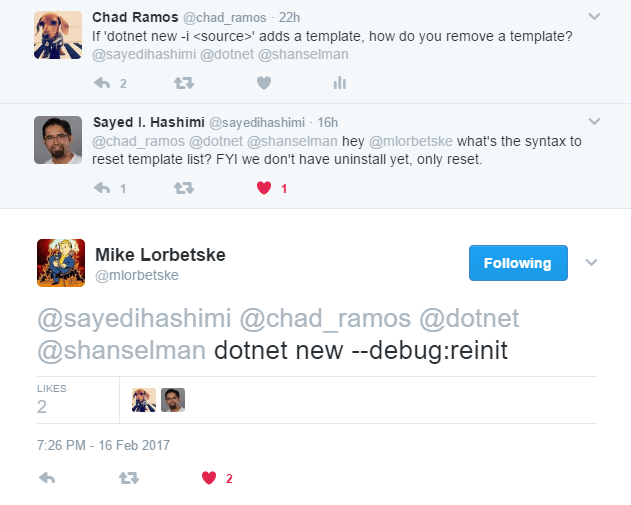 Chad Ramos @chad_ramos · 22h
If 'dotnet new -i <source>' adds a template, how do you remove a template?
@sayedihashimi @dotnet @shanselman
2
Sayed I. Hashimi @sayedihashimi · 16h
@chad_ramos @dotnet @shanselman hey @mlorbetske what's the syntax to
reset template list? FYI we don't have uninstall yet, only reset.
1
1
Mike Lorbetske
@mlorbetske
Following
@sayedihashimi @chad_ramos @dotnet
@shanselman dotnet new --debug:reinit
LIKES
2
7:26 PM - 16 Feb 2017
2